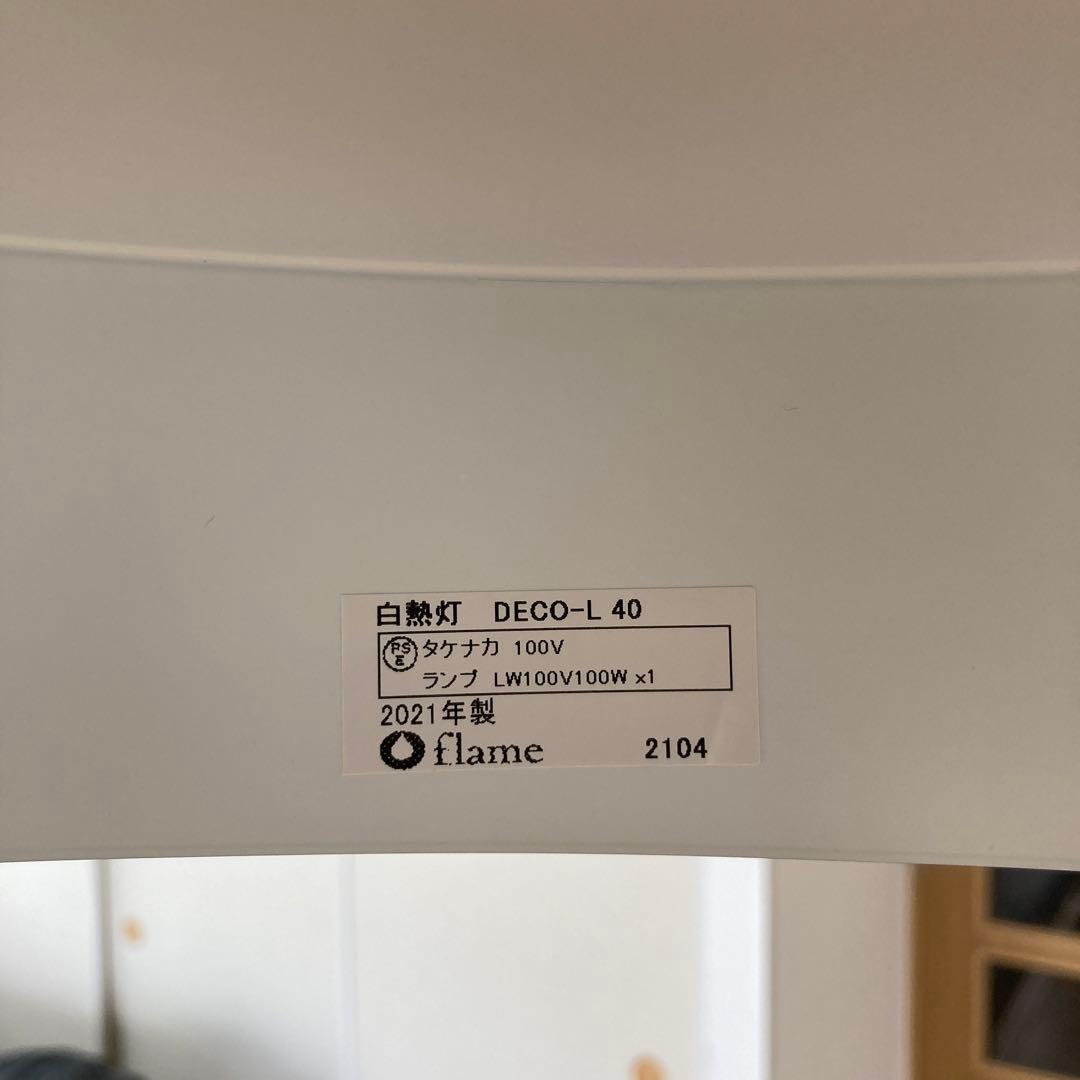 白熱灯 DECO-L 40
PS
E
タケナカ 100V
ランプ LW100V100W ×1
2021年製
flame 2104